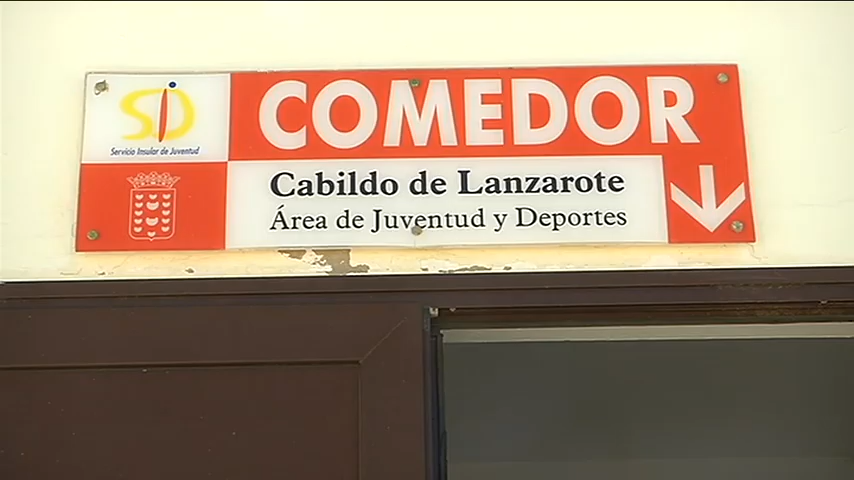 SIJ
Servicio Insular de Juventud
COMEDOR
Cabildo de Lanzarote
Área de Juventud y Deportes